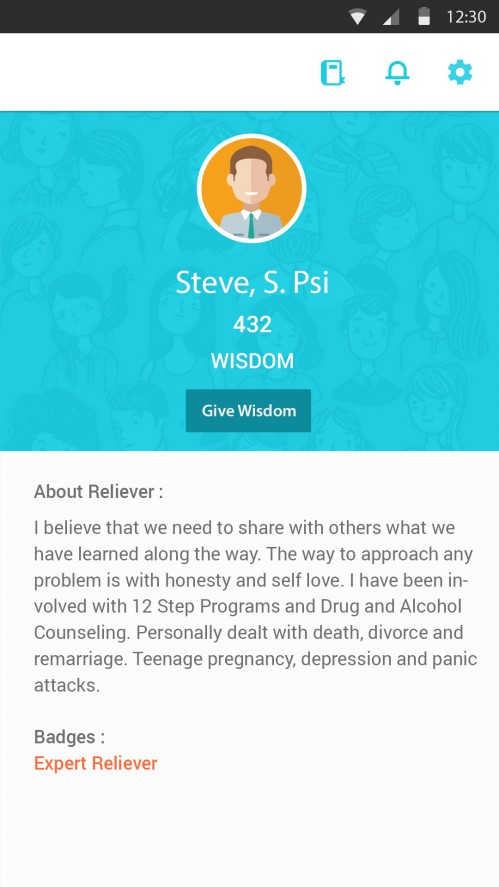 12:30
Steve, S. Psi
432
WISDOM
Give Wisdom
About Reliever :
I believe that we need to share with others what we
have learned along the way. The way to approach any
problem is with honesty and self love. I have been in-
volved with 12 Step Programs and Drug and Alcohol
Counseling. Personally dealt with death, divorce and
remarriage. Teenage pregnancy, depression and panic
attacks.
Badges :
Expert Reliever